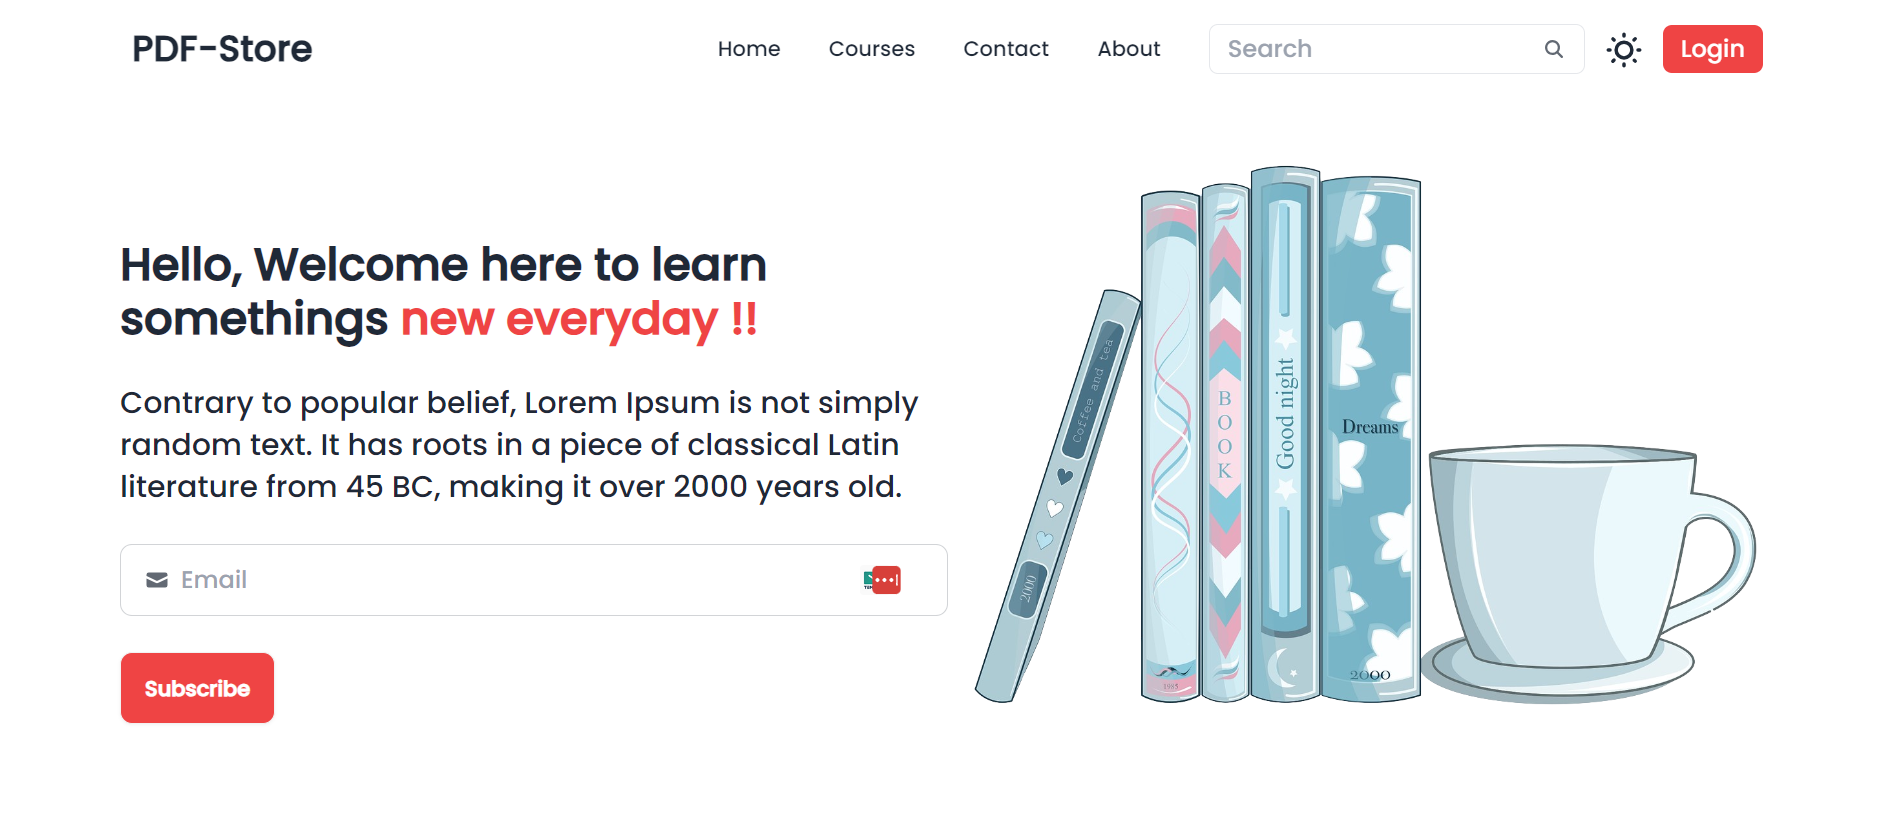 PDF-Store
Home Courses Contact About Search Login
Hello, Welcome here to learn
somethings new everyday !!
Contrary to popular belief, Lorem Ipsum is not simply
random text. It has roots in a piece of classical Latin
literature from 45 BC, making it over 2000 years old.
Email
Subscribe
Coffee and tea
2000
1985
BOOK
Good night
Dreams
2000